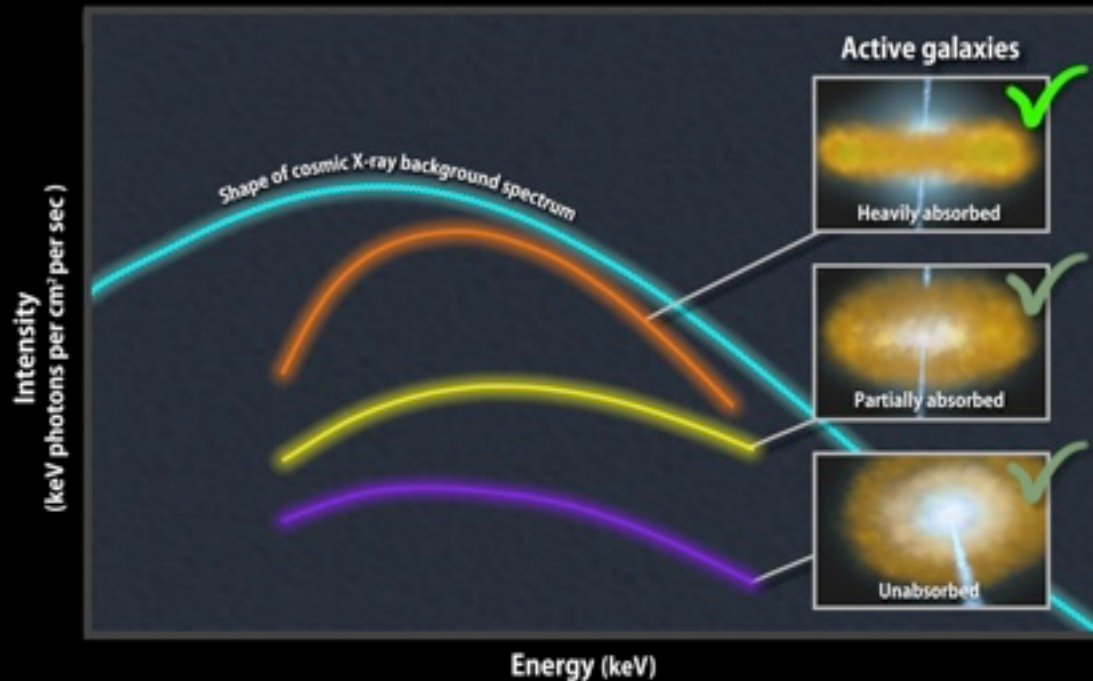 Active galaxies
Shape of cosmic X-ray background spectrum
Heavily absorbed
Partially absorbed
Unabsorbed
Intensity
(keV photons per cm² per sec)
Energy (keV)